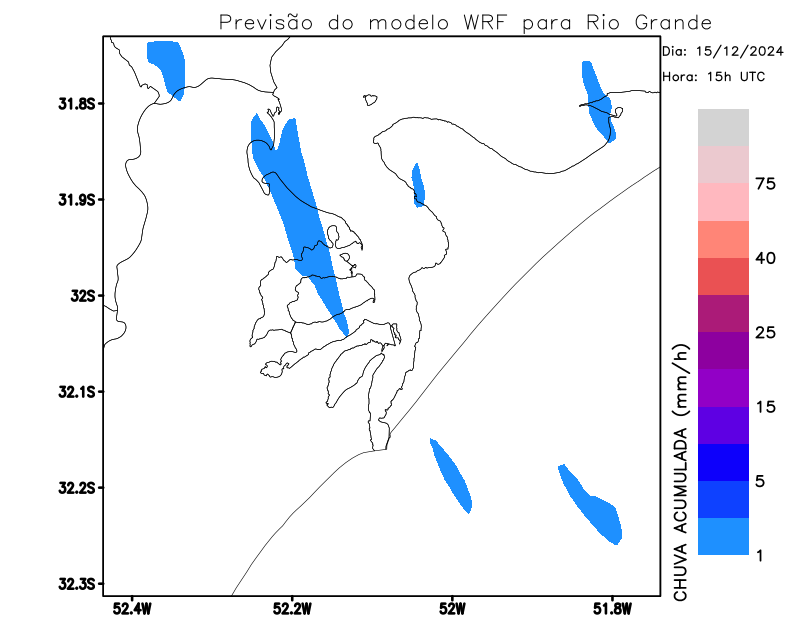 Previsão do modelo WRF para Rio Grande
Dia: 15/12/2024
Hora: 15h UTC
31.8S
31.9S
32S
32.1S
32.2S
32.3S
52.4W
52.2W
52W
51.8W
75
40
25
15
5
1
CHUVA ACUMULADA (mm/h)